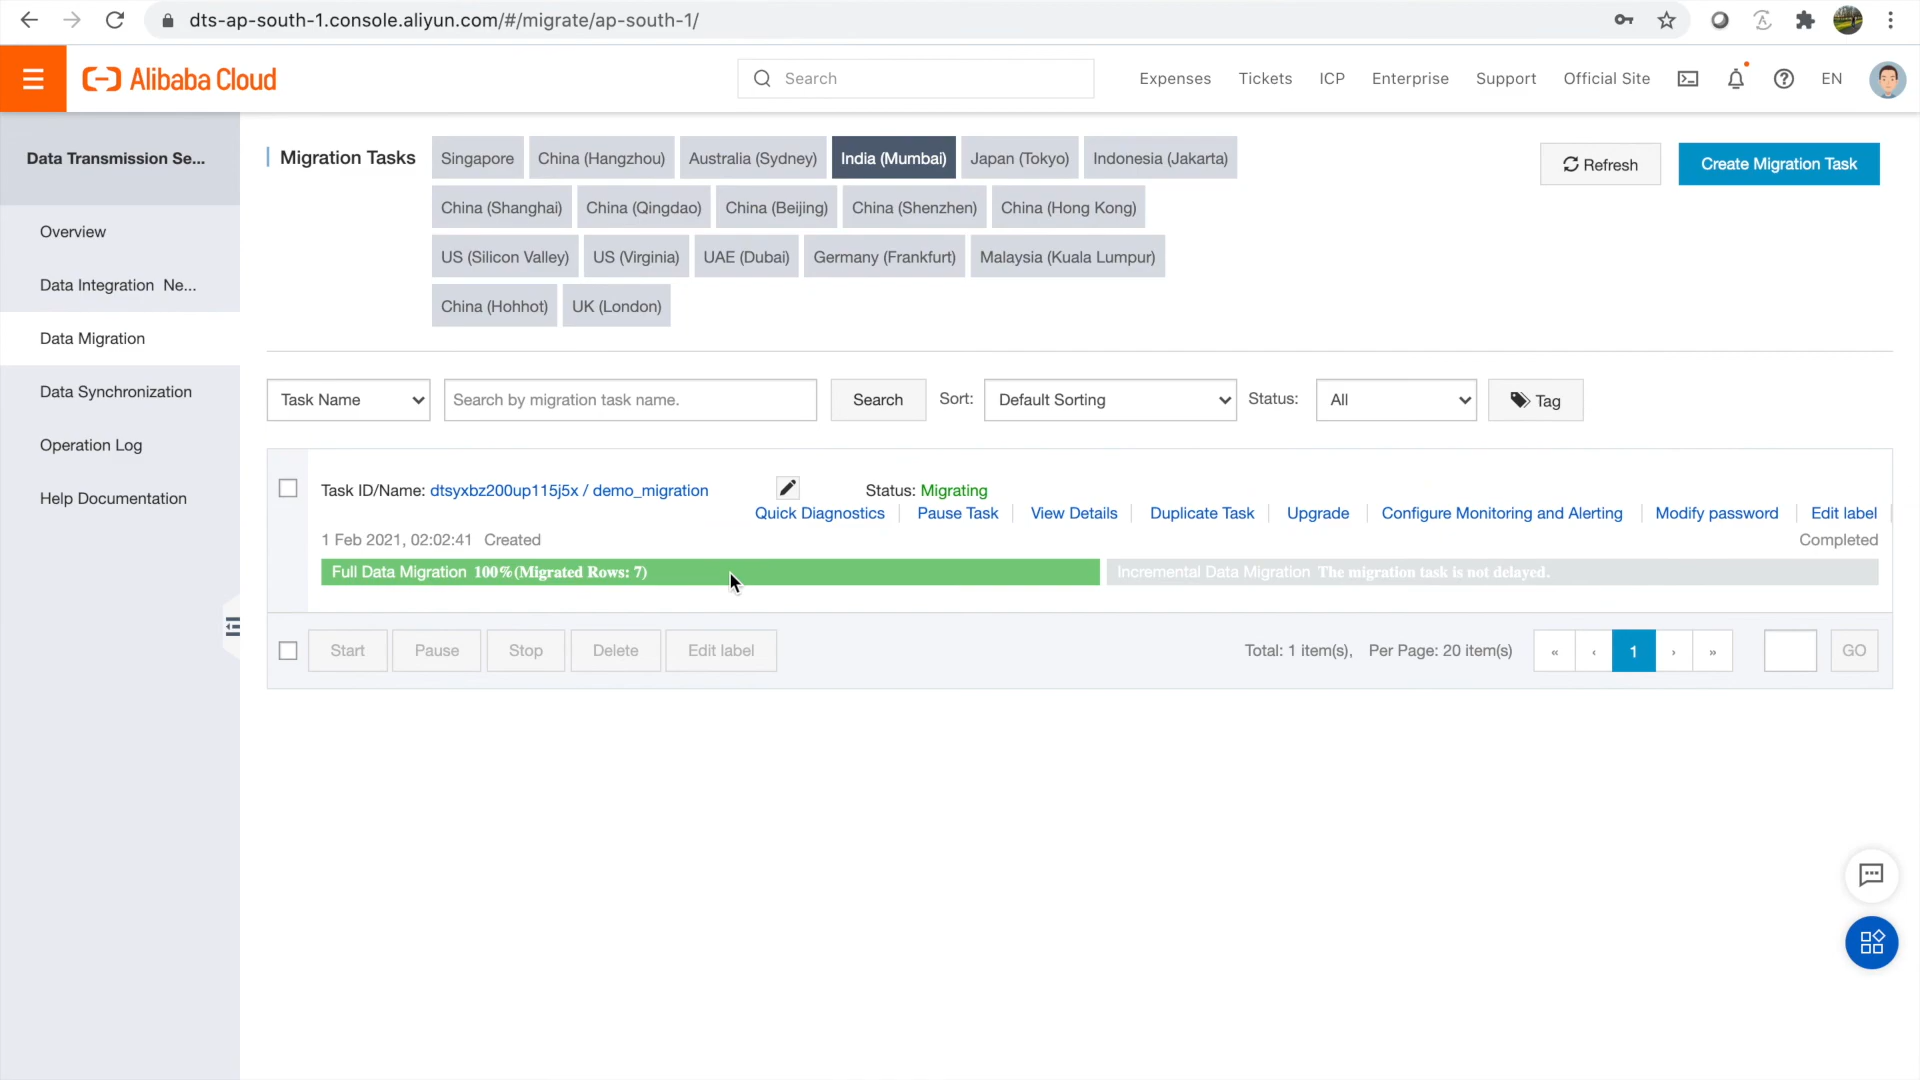 dts-ap-south-1.console.aliyun.com/#/migrate/ap-south-1/
Alibaba Cloud
Search
Expenses
Tickets
ICP
Enterprise
Support
Official Site
EN
Data Transmission Se...
Overview
Data Integration Ne...
Data Migration
Data Synchronization
Operation Log
Help Documentation
Migration Tasks
Singapore
China (Hangzhou)
Australia (Sydney)
India (Mumbai)
Japan (Tokyo)
Indonesia (Jakarta)
China (Shanghai)
China (Qingdao)
China (Beijing)
China (Shenzhen)
China (Hong Kong)
US (Silicon Valley)
US (Virginia)
UAE (Dubai)
Germany (Frankfurt)
Malaysia (Kuala Lumpur)
China (Hohhot)
UK (London)
Refresh
Create Migration Task
Task Name
Search by migration task name.
Search
Sort:
Default Sorting
Status:
All
Tag
Task ID/Name: dtsyxbz200up115j5x / demo_migration
Status: Migrating
Quick Diagnostics
Pause Task
View Details
Duplicate Task
Upgrade
Configure Monitoring and Alerting
Modify password
Edit label
1 Feb 2021, 02:02:41 Created
Completed
Full Data Migration 100%(Migrated Rows: 7)
Incremental Data Migration The migration task is not delayed.
Start
Pause
Stop
Delete
Edit label
Total: 1 item(s), Per Page: 20 item(s)
«
‹
1
›
»
GO